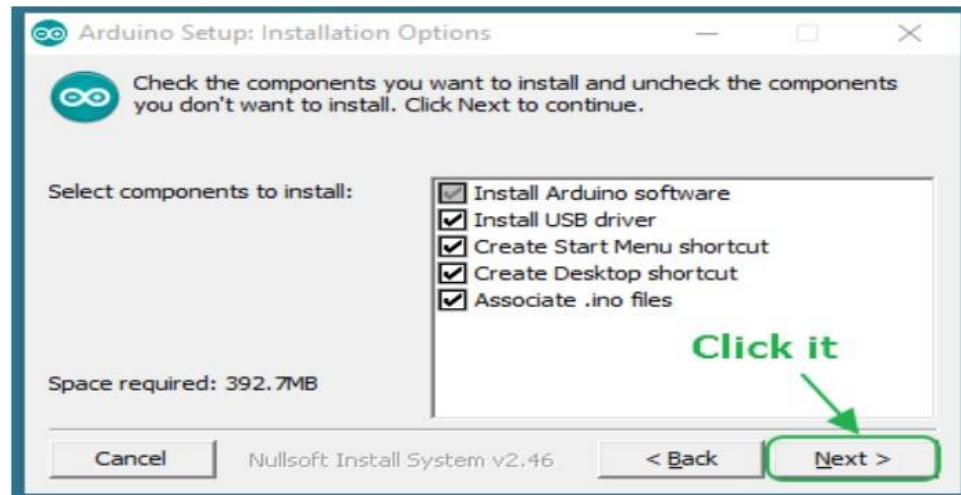 Arduino Setup: Installation Options
Check the components you want to install and uncheck the components
you don't want to install. Click Next to continue.
Select components to install:
Install Arduino software
Install USB driver
Create Start Menu shortcut
Create Desktop shortcut
Associate .ino files
Click it
Space required: 392.7MB
Cancel
Nullsoft Install System v2.46
< Back
Next >